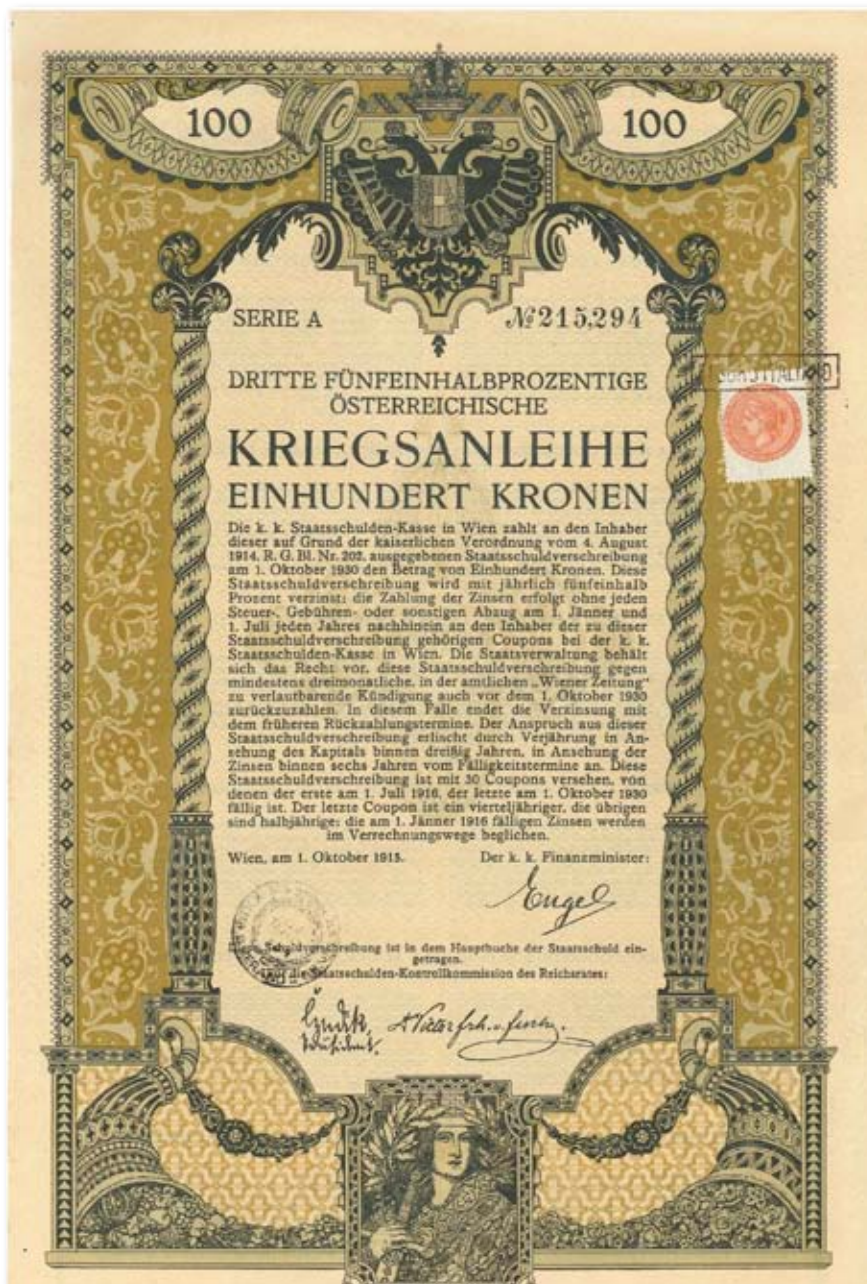 100
100
SERIE A
№ 215,294
DRITTE FÜNFEINHALBPROZENTIGE
ÖSTERREICHISCHE
KRIEGSANLEIHE
EINHUNDERT KRONEN
Die k. k. Staatsschulden-Kasse in Wien zahlt an den Inhaber
dieser auf Grund der kaiserlichen Verordnung vom 4. August
1914, R. G. Bl. Nr. 202, ausgegebenen Staatsschuldverschreibung
am 1. Oktober 1930 den Betrag von Einhundert Kronen. Diese
Staatsschuldverschreibung wird mit jährlich fünfeinhalb
Prozent verzinst; die Zahlung der Zinsen erfolgt ohne jeden
Steuer-, Gebühren- oder sonstigen Abzug am 1. Jänner und
1. Juli jeden Jahres nachhinein an den Inhaber der zu dieser
Staatsschuldverschreibung gehörigen Coupons bei der k. k.
Staatsschulden-Kasse in Wien. Die Staatsverwaltung behält
sich das Recht vor, diese Staatsschuldverschreibung gegen
mindestens dreimonatliche, in der amtlichen „Wiener Zeitung"
zu verlautbarende Kündigung auch vor dem 1. Oktober 1930
zurückzuzahlen. In diesem Falle endet die Verzinsung mit
dem früheren Rückzahlungstermine. Der Anspruch aus dieser
Staatsschuldverschreibung erlischt durch Verjährung in An-
sehung des Kapitals binnen dreißig Jahren, in Ansehung der
Zinsen binnen sechs Jahren vom Fälligkeitstermine an. Diese
Staatsschuldverschreibung ist mit 30 Coupons versehen, von
denen der erste am 1. Juli 1916, der letzte am 1. Oktober 1930
fällig ist. Der letzte Coupon ist ein vierteljähriger, die übrigen
sind halbjährige; die am 1. Jänner 1916 fälligen Zinsen werden
im Verrechnungswege beglichen.
Wien, am 1. Oktober 1915.
Der k. k. Finanzminister:
Engel
Schuldverschreibung ist in dem Hauptbuche der Staatsschuld ein-
getragen.
Für die Staatsschulden-Kontrollkommission des Reichsrates:
Präsident.